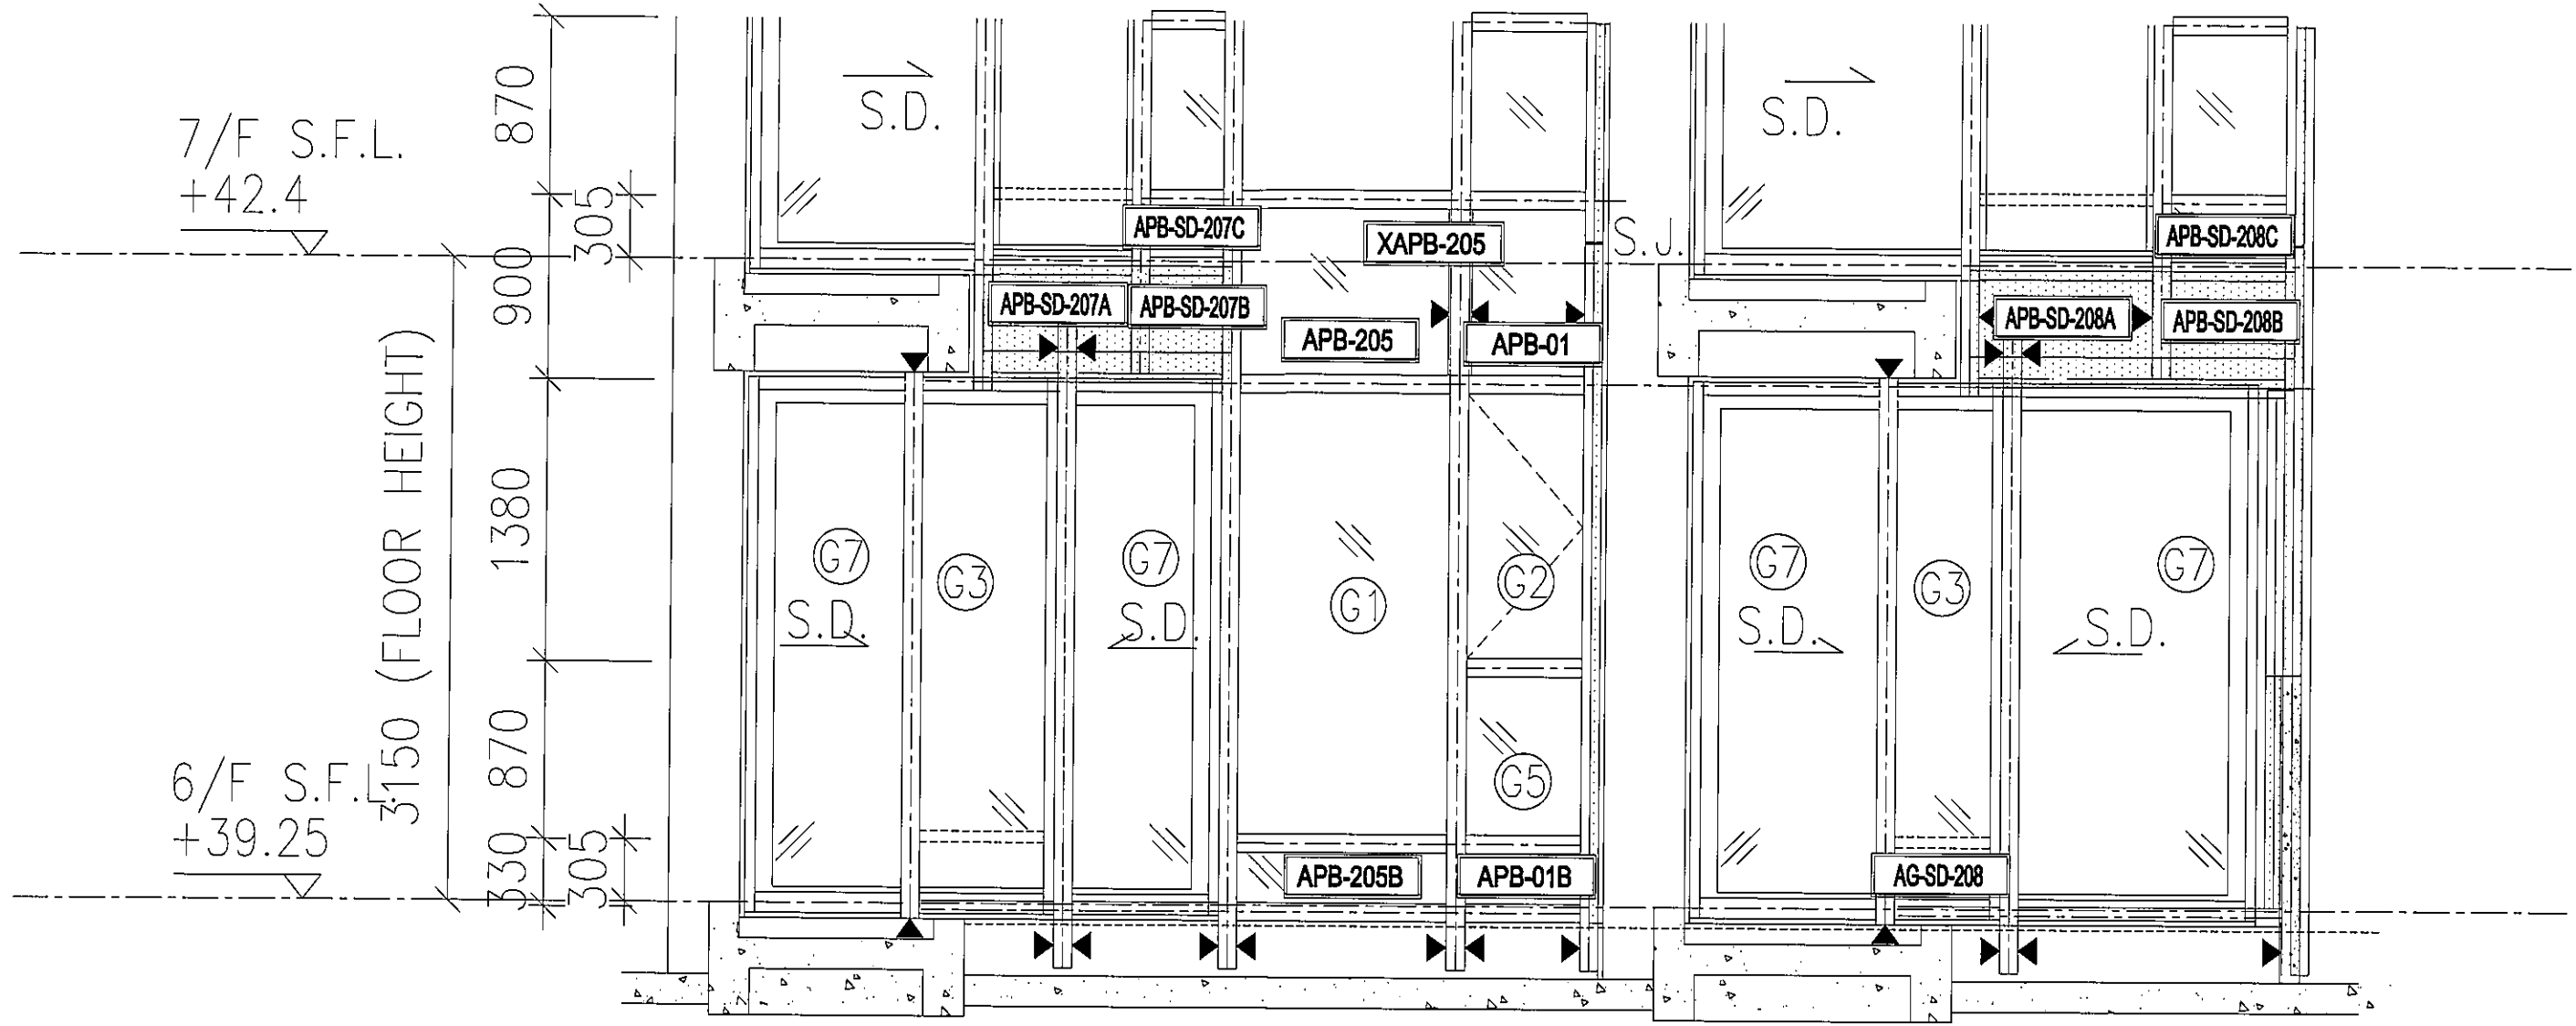 870
S.D.
S.D.
7/F S.F.L.
+42.4
305
APB-SD-207C
XAPB-205
S.J.
APB-SD-208C
900
APB-SD-207A
APB-SD-207B
APB-205
APB-01
APB-SD-208A
APB-SD-208B
3150 (FLOOR HEIGHT)
1380
G7
G3
G7
G1
G2
G7
G3
G7
S.D.
S.D.
S.D.
S.D.
870
6/F S.F.L.
+39.25
G5
330
305
APB-205B
APB-01B
AG-SD-208